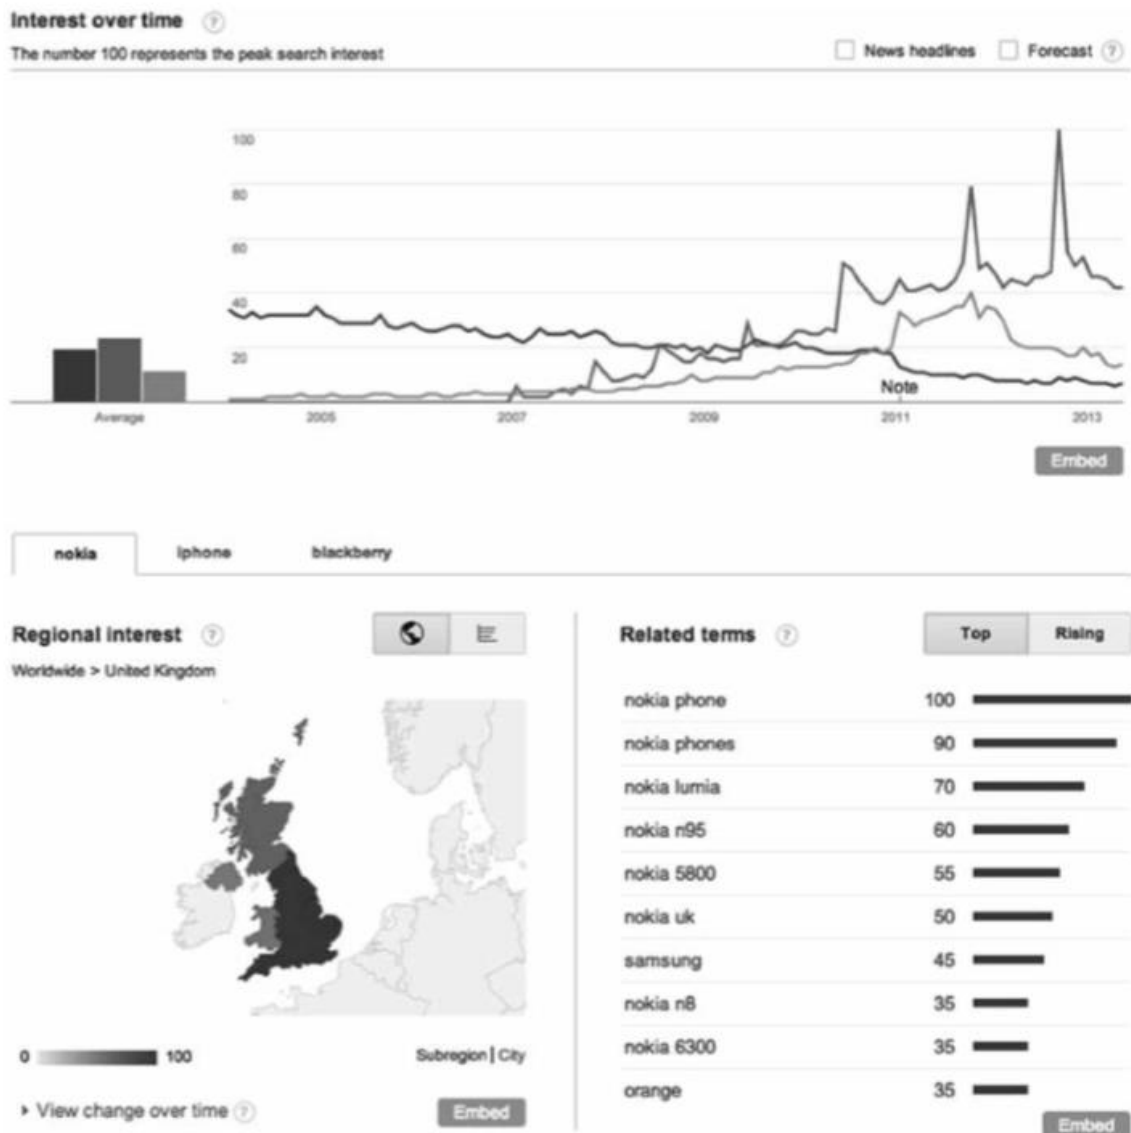 Interest over time ?
The number 100 represents the peak search interest
News headlines Forecast ?
100
80
60
40
20
Note
Average 2005 2007 2009 2011 2013
Embed
nokia iphone blackberry
Regional interest ?
Worldwide > United Kingdom
0 100
Subregion | City
View change over time ?
Embed
Related terms ?
Top Rising
nokia phone 100
nokia phones 90
nokia lumia 70
nokia n95 60
nokia 5800 55
nokia uk 50
samsung 45
nokia n8 35
nokia 6300 35
orange 35
Embed